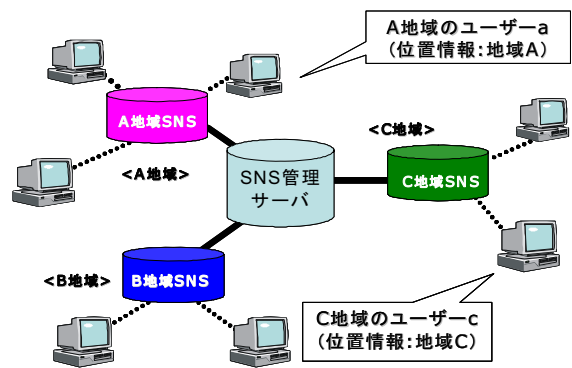 A地域のユーザーa
(位置情報:地域A)
A地域SNS
<C地域>
<A地域>
SNS管理
サーバ
C地域SNS
<B地域>
B地域SNS
C地域のユーザーc
(位置情報:地域C)